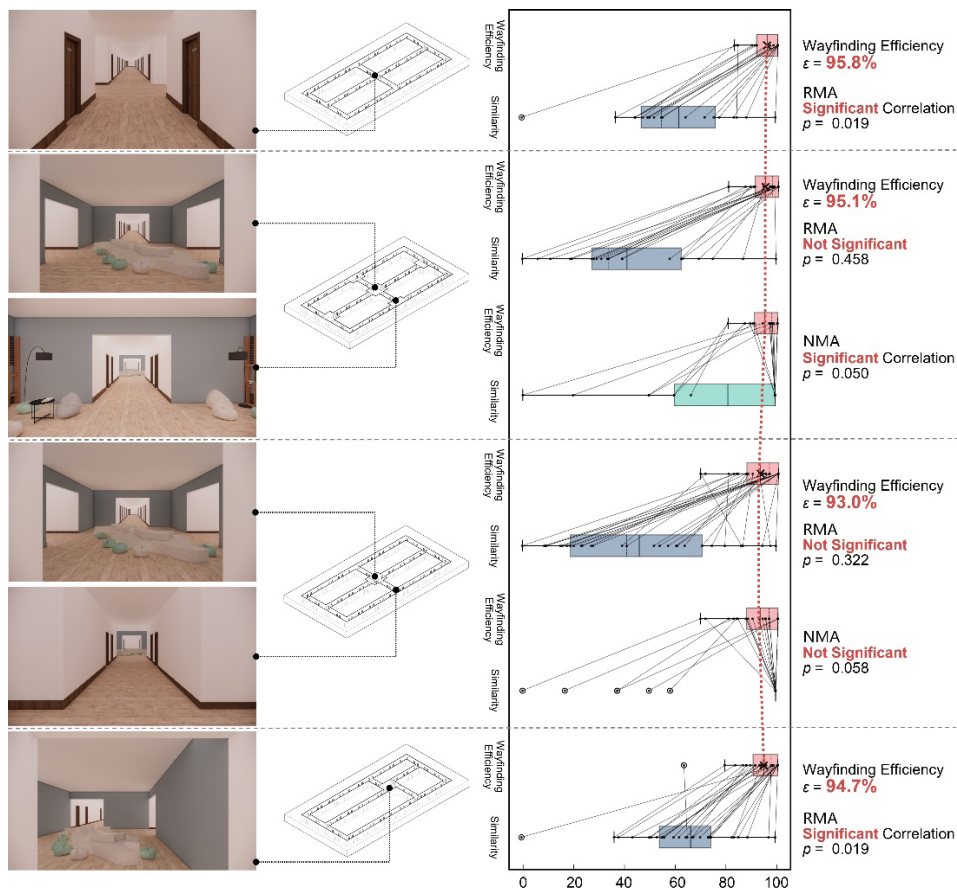 Wayfinding
Efficiency
Similarity
Wayfinding Efficiency
ε = 95.8%
RMA
Significant Correlation
p = 0.019
Wayfinding
Efficiency
Similarity
Wayfinding Efficiency
ε = 95.1%
RMA
Not Significant
p = 0.458
Wayfinding
Efficiency
Similarity
NMA
Significant Correlation
p = 0.050
Wayfinding
Efficiency
Similarity
Wayfinding Efficiency
ε = 93.0%
RMA
Not Significant
p = 0.322
Wayfinding
Efficiency
Similarity
NMA
Not Significant
p = 0.058
Wayfinding
Efficiency
Similarity
Wayfinding Efficiency
ε = 94.7%
RMA
Significant Correlation
p = 0.019
0 20 40 60 80 100